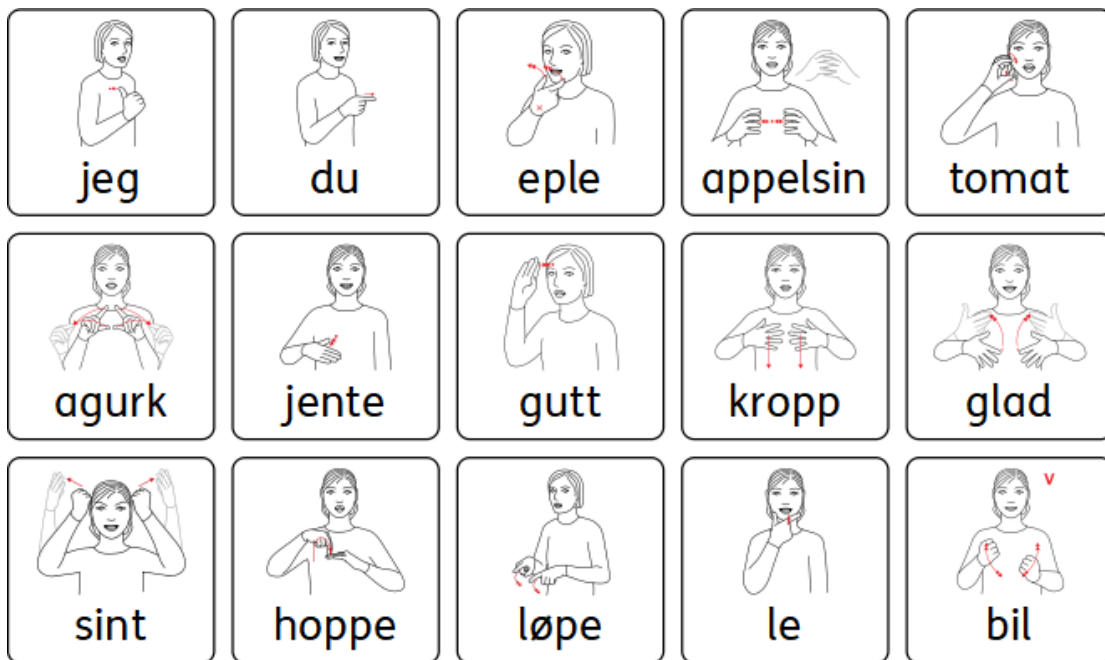 jeg
du
eple
appelsin
tomat
agurk
jente
gutt
kropp
glad
sint
hoppe
løpe
le
v
bil